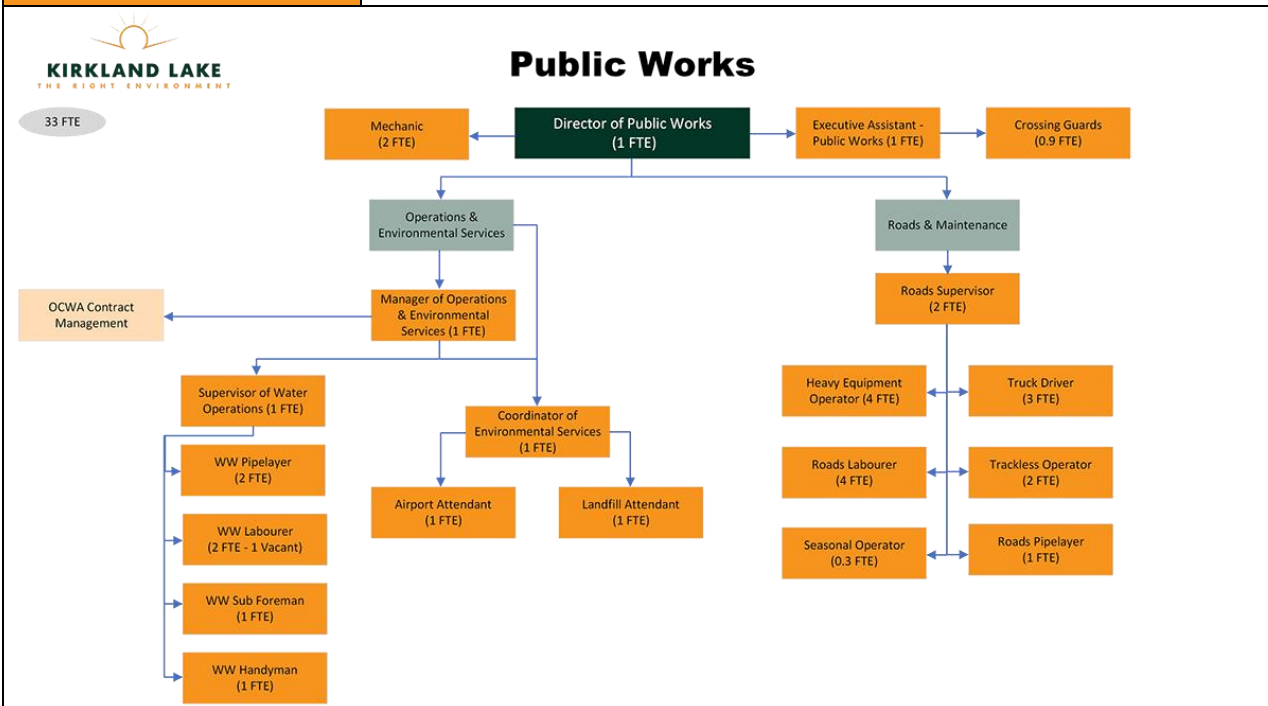 KIRKLAND LAKE
THE RIGHT ENVIRONMENT
Public Works
33 FTE
Mechanic
(2 FTE)
Director of Public Works
(1 FTE)
Executive Assistant -
Public Works (1 FTE)
Crossing Guards
(0.9 FTE)
Operations &
Environmental Services
Roads & Maintenance
OCWA Contract
Management
Manager of Operations
& Environmental
Services (1 FTE)
Roads Supervisor
(2 FTE)
Supervisor of Water
Operations (1 FTE)
Coordinator of
Environmental Services
(1 FTE)
WW Pipelayer
(2 FTE)
WW Labourer
(2 FTE - 1 Vacant)
WW Sub Foreman
(1 FTE)
WW Handyman
(1 FTE)
Airport Attendant
(1 FTE)
Landfill Attendant
(1 FTE)
Heavy Equipment
Operator (4 FTE)
Truck Driver
(3 FTE)
Roads Labourer
(4 FTE)
Trackless Operator
(2 FTE)
Seasonal Operator
(0.3 FTE)
Roads Pipelayer
(1 FTE)